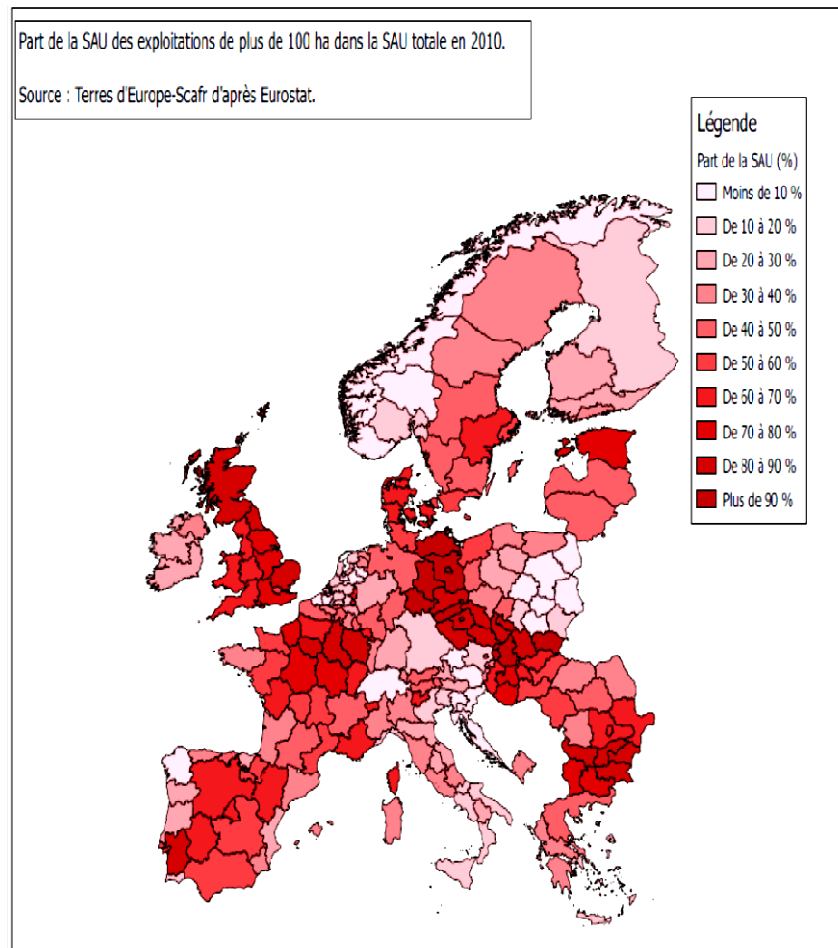 Part de la SAU des exploitations de plus de 100 ha dans la SAU totale en 2010.
Source : Terres d'Europe-Scafr d'après Eurostat.
Légende
Part de la SAU (%)
Moins de 10 %
De 10 à 20 %
De 20 à 30 %
De 30 à 40 %
De 40 à 50 %
De 50 à 60 %
De 60 à 70 %
De 70 à 80 %
De 80 à 90 %
Plus de 90 %